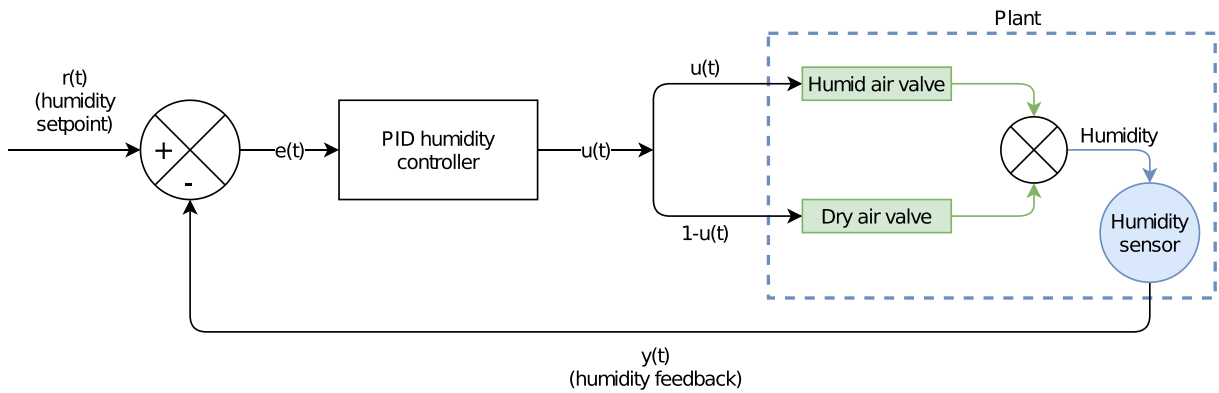 Plant
r(t)
(humidity
setpoint)
+
-
e(t)
PID humidity
controller
u(t)
u(t)
1-u(t)
Humid air valve
Dry air valve
Humidity
Humidity
sensor
y(t)
(humidity feedback)